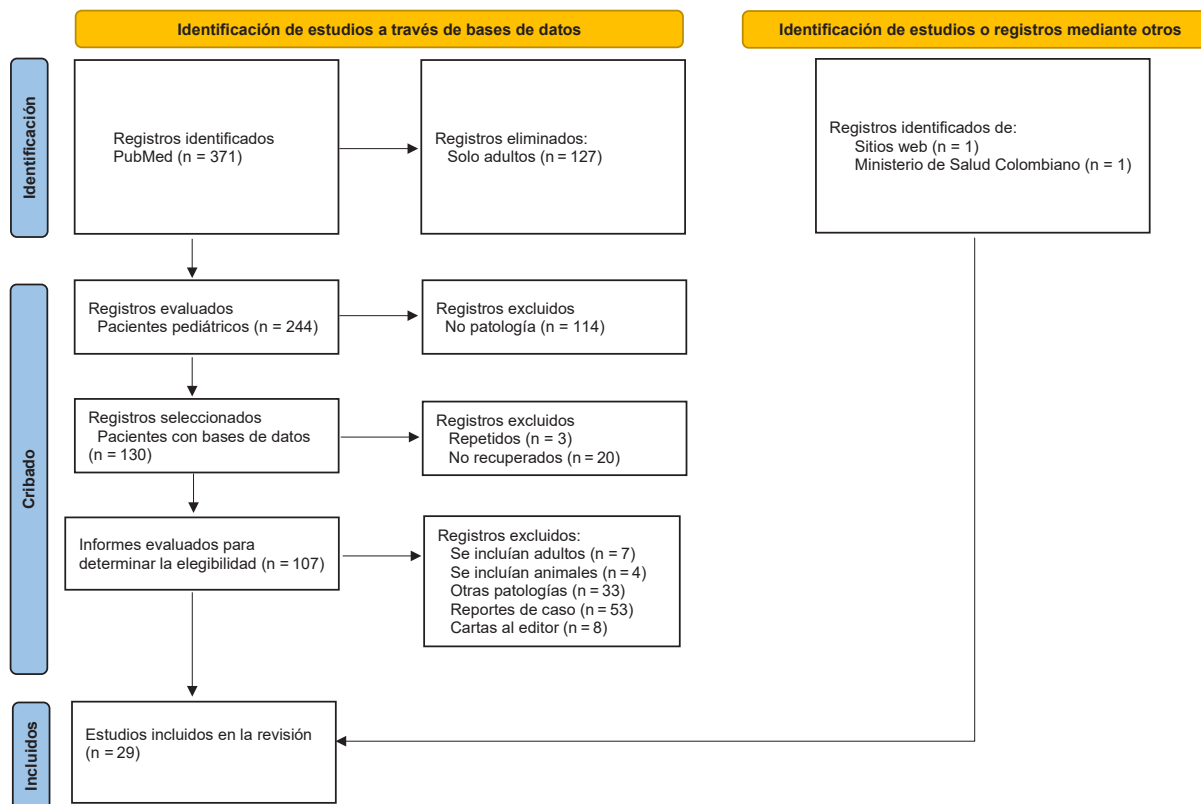 Identificación de estudios a través de bases de datos
Identificación de estudios o registros mediante otros
Identificación
Registros identificados
PubMed (n = 371)
Registros eliminados:
Solo adultos (n = 127)
Registros identificados de:
Sitios web (n = 1)
Ministerio de Salud Colombiano (n = 1)
Cribado
Registros evaluados
Pacientes pediátricos (n = 244)
Registros excluidos
No patología (n = 114)
Registros seleccionados
Pacientes con bases de datos
(n = 130)
Registros excluidos
Repetidos (n = 3)
No recuperados (n = 20)
Informes evaluados para
determinar la elegibilidad (n = 107)
Registros excluidos:
Se incluían adultos (n = 7)
Se incluían animales (n = 4)
Otras patologías (n = 33)
Reportes de caso (n = 53)
Cartas al editor (n = 8)
Incluidos
Estudios incluidos en la revisión
(n = 29)